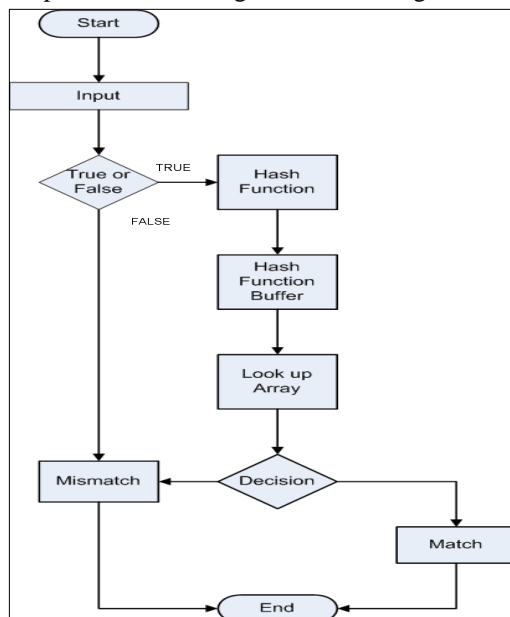 Start
Input
True or
False
TRUE
FALSE
Hash
Function
Hash
Function
Buffer
Look up
Array
Decision
Mismatch
Match
End